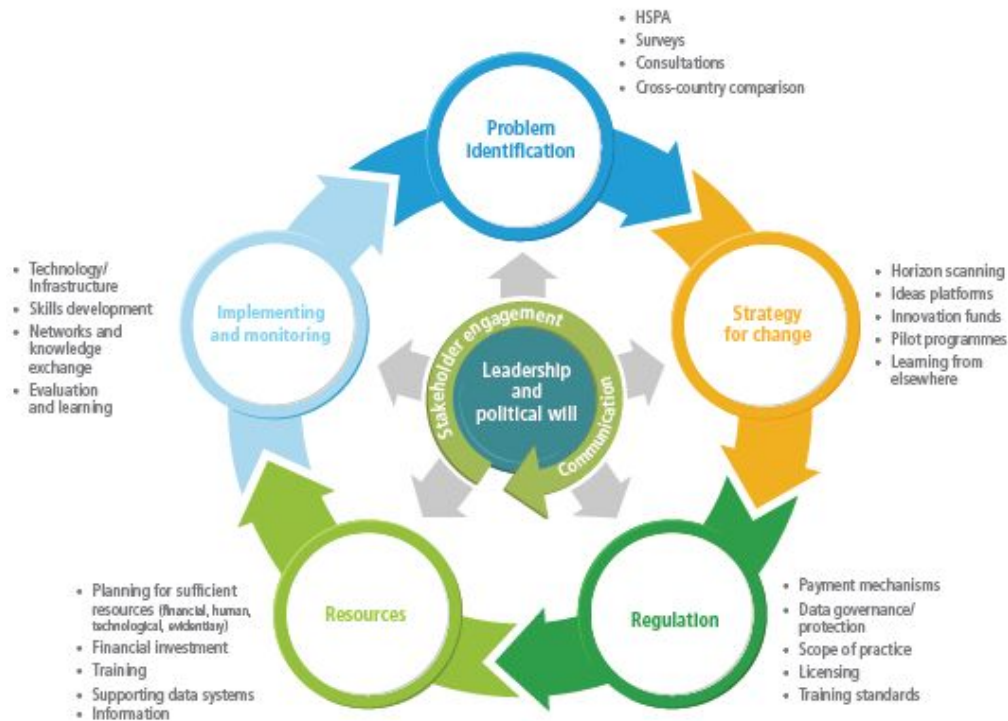 • HSPA
• Surveys
• Consultations
• Cross-country comparison
Problem
identification
• Horizon scanning
• Ideas platforms
• Innovation funds
• Pilot programmes
• Learning from
elsewhere
Strategy
for change
• Payment mechanisms
• Data governance/
protection
• Scope of practice
• Licensing
• Training standards
Regulation
• Planning for sufficient
resources (financial, human,
technological, evidentiary)
• Financial investment
• Training
• Supporting data systems
• Information
Resources
• Technology/
Infrastructure
• Skills development
• Networks and
knowledge
exchange
• Evaluation
and learning
Implementing
and monitoring
Stakeholder engagement
Communication
Leadership
and
political will